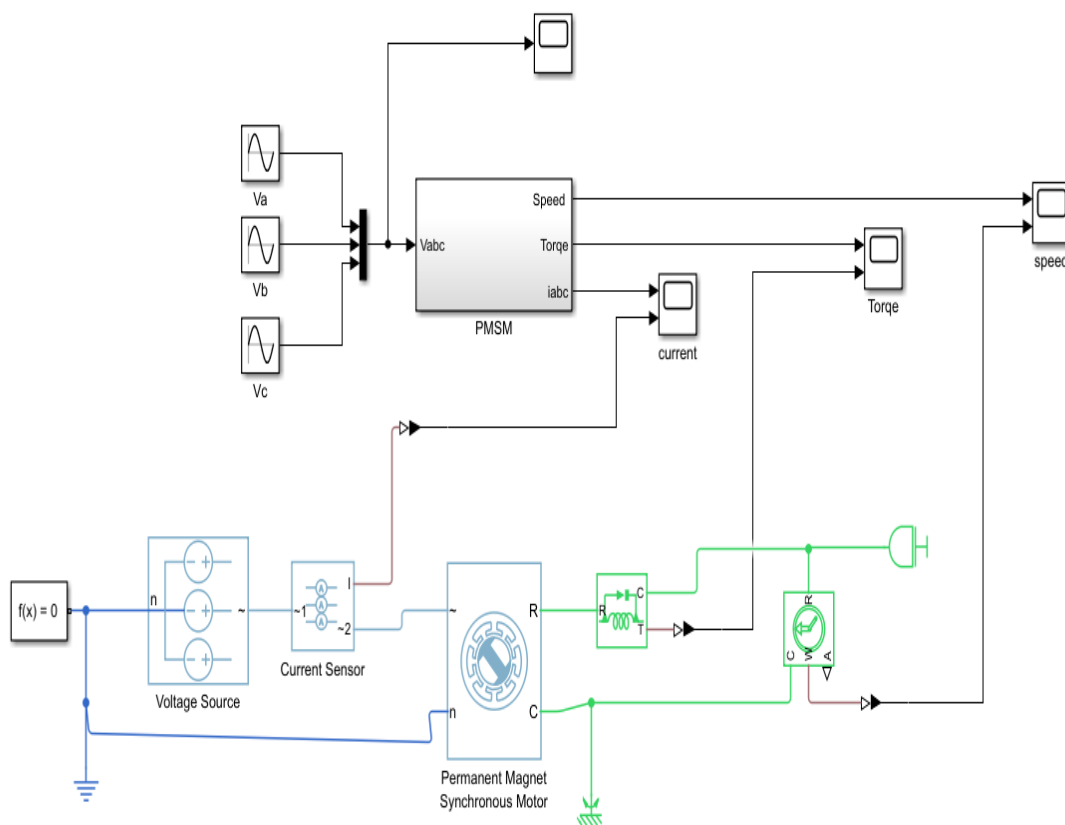 Va
Vb
Vc
Vabc
Speed
Torqe
iabc
PMSM
current
Torqe
speed
f(x) = 0
n
~
Voltage Source
~1
I
~2
Current Sensor
~
n
R
C
Permanent Magnet
Synchronous Motor
R
C
T
R
C
W
A
A
A
A